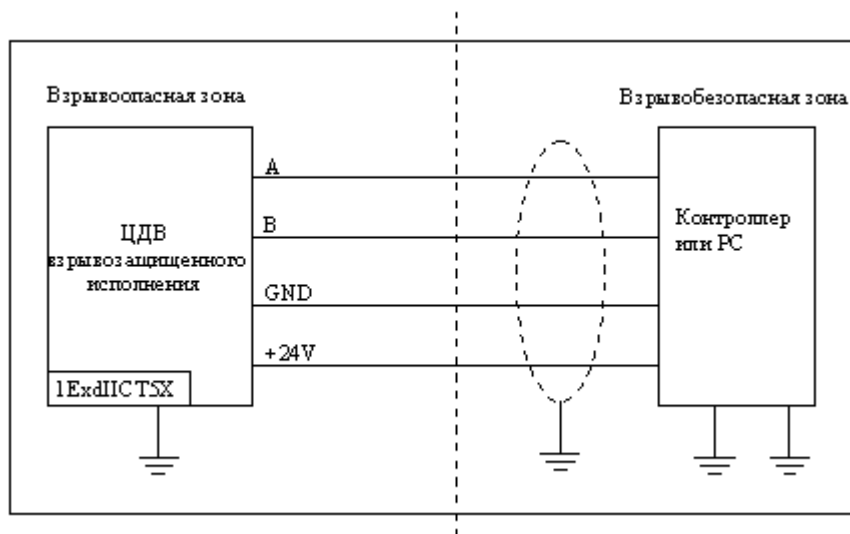 Взрывоопасная зона
Взрывобезопасная зона
A
B
GND
+24V
ЦДВ
взрывозащищенного
исполнения
1ExdIICT5X
Контроллер
или PC